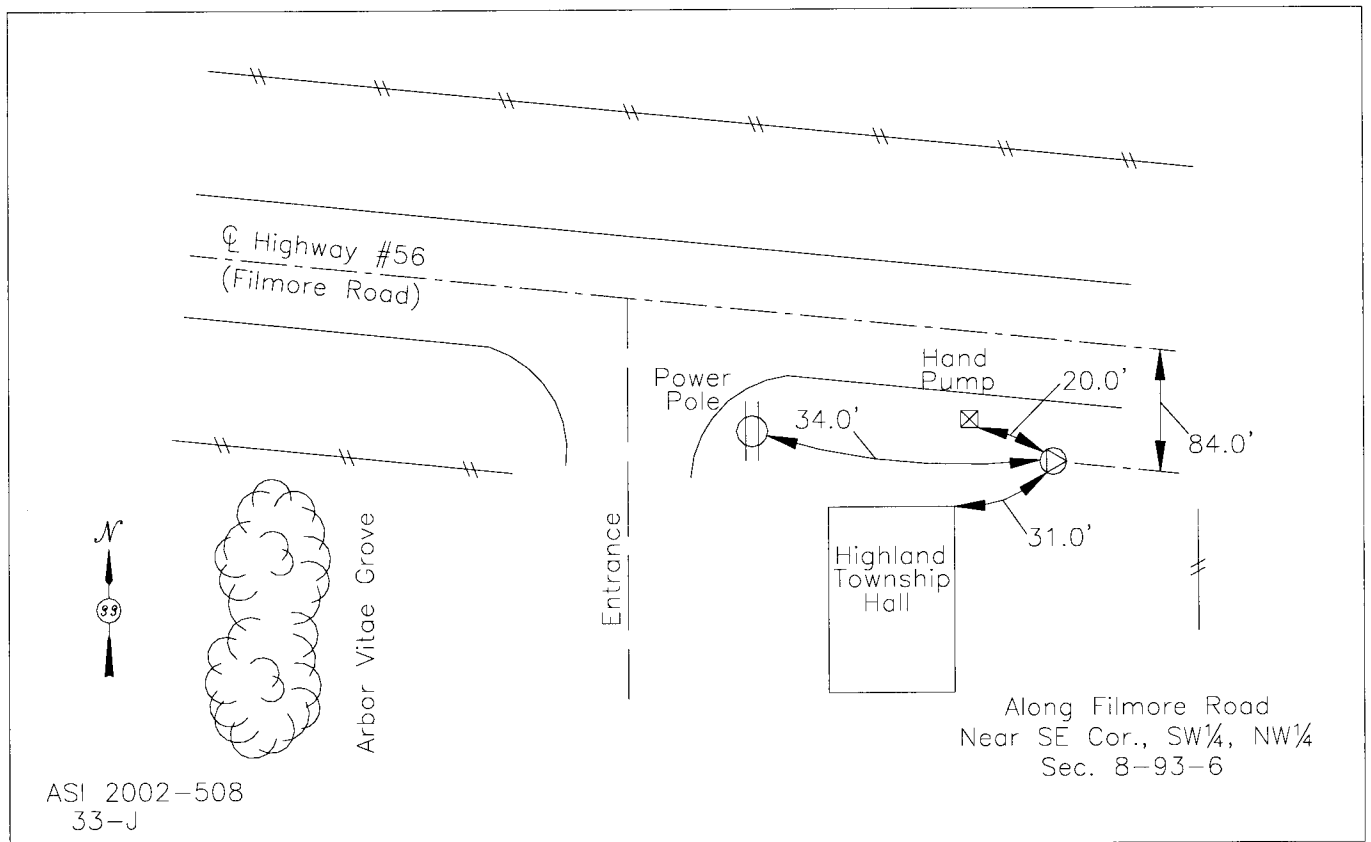 ℄ Highway #56
(Filmore Road)
Power
Pole
Hand
Pump
20.0'
34.0'
84.0'
31.0'
Highland
Township
Hall
Entrance
Arbor Vitae Grove
N
33
Along Filmore Road
Near SE Cor., SW¼, NW¼
Sec. 8-93-6
ASI 2002-508
33-J